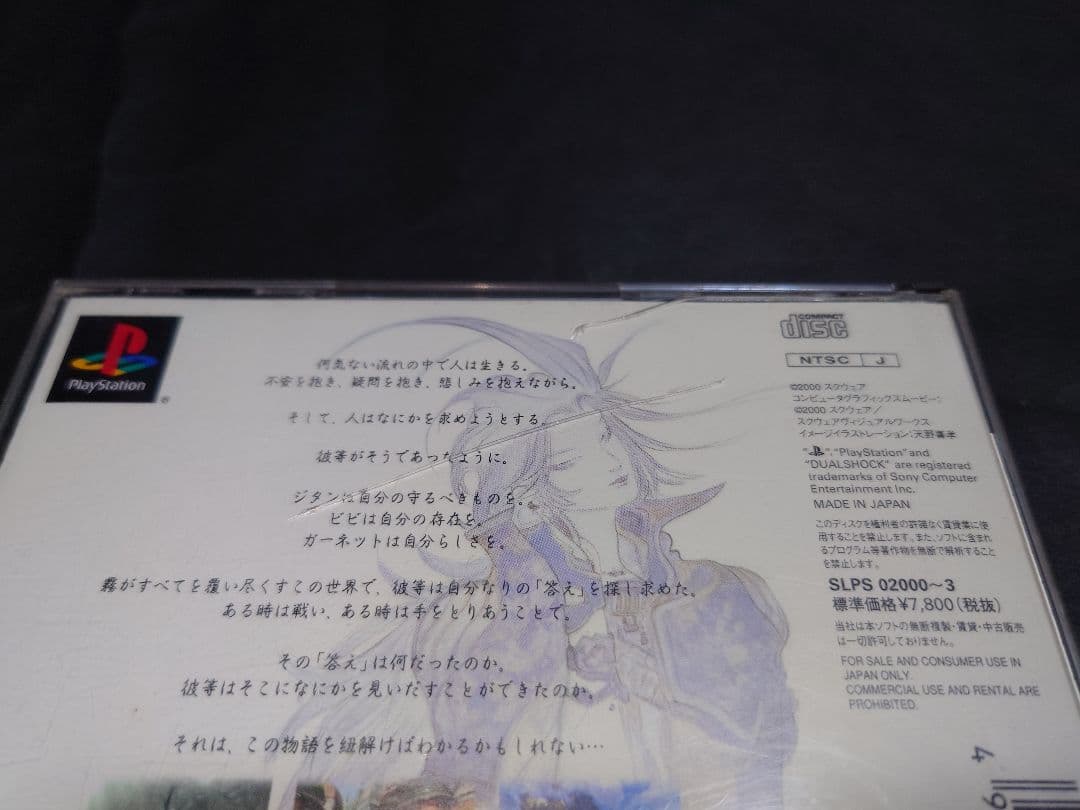 PlayStation
何気ない流れの中で人は生きる。
不安を抱き、疑問を抱き、悲しみを抱えながら。
そして、人はなにかを求めようとする。
彼等がそうであったように。
ジタンは自分の守るべきものを。
ビビは自分の存在を。
ガーネットは自分らしさを。
霧がすべてを覆い尽くすこの世界で、彼等は自分なりの「答え」を探し求めた。
ある時は戦い、ある時は手をとりあうことで。
その「答え」は何だったのか。
彼等はそこになにかを見いだすことができたのか。
それは、この物語を紐解けばわかるかもしれない…
COMPACT
disc
NTSC J
©2000 スクウェア
コンピュータグラフィックスムービー:
©2000 スクウェア/
スクウェアヴィジュアルワークス
イメージイラストレーション:天野喜孝
"PlayStation" and
"DUALSHOCK" are registered
trademarks of Sony Computer
Entertainment Inc.
MADE IN JAPAN
このディスクを権利者の許諾なく賃貸業に使
用することを禁止します。また、ソフトに含まれ
るプログラム等著作物を無断で解析すること
を禁止します。
SLPS 02000~3
標準価格¥7,800(税抜)
当社は本ソフトの無断複製・賃貸・中古販売
は一切許可しておりません。
FOR SALE AND CONSUMER USE IN
JAPAN ONLY.
COMMERCIAL USE AND RENTAL ARE
PROHIBITED.
4